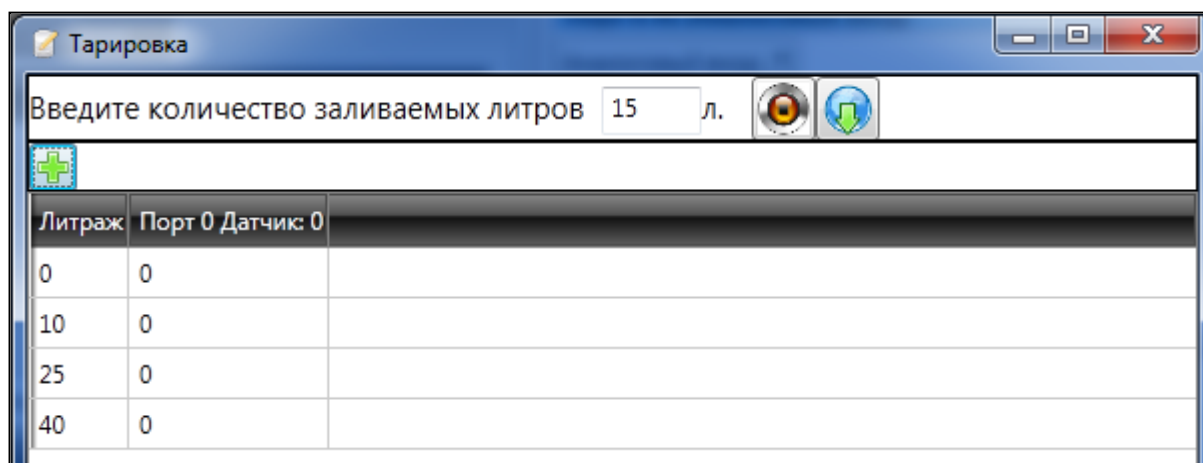 Тарировка
Введите количество заливаемых литров 15 л.
Литраж Порт 0 Датчик: 0
0 0
10 0
25 0
40 0